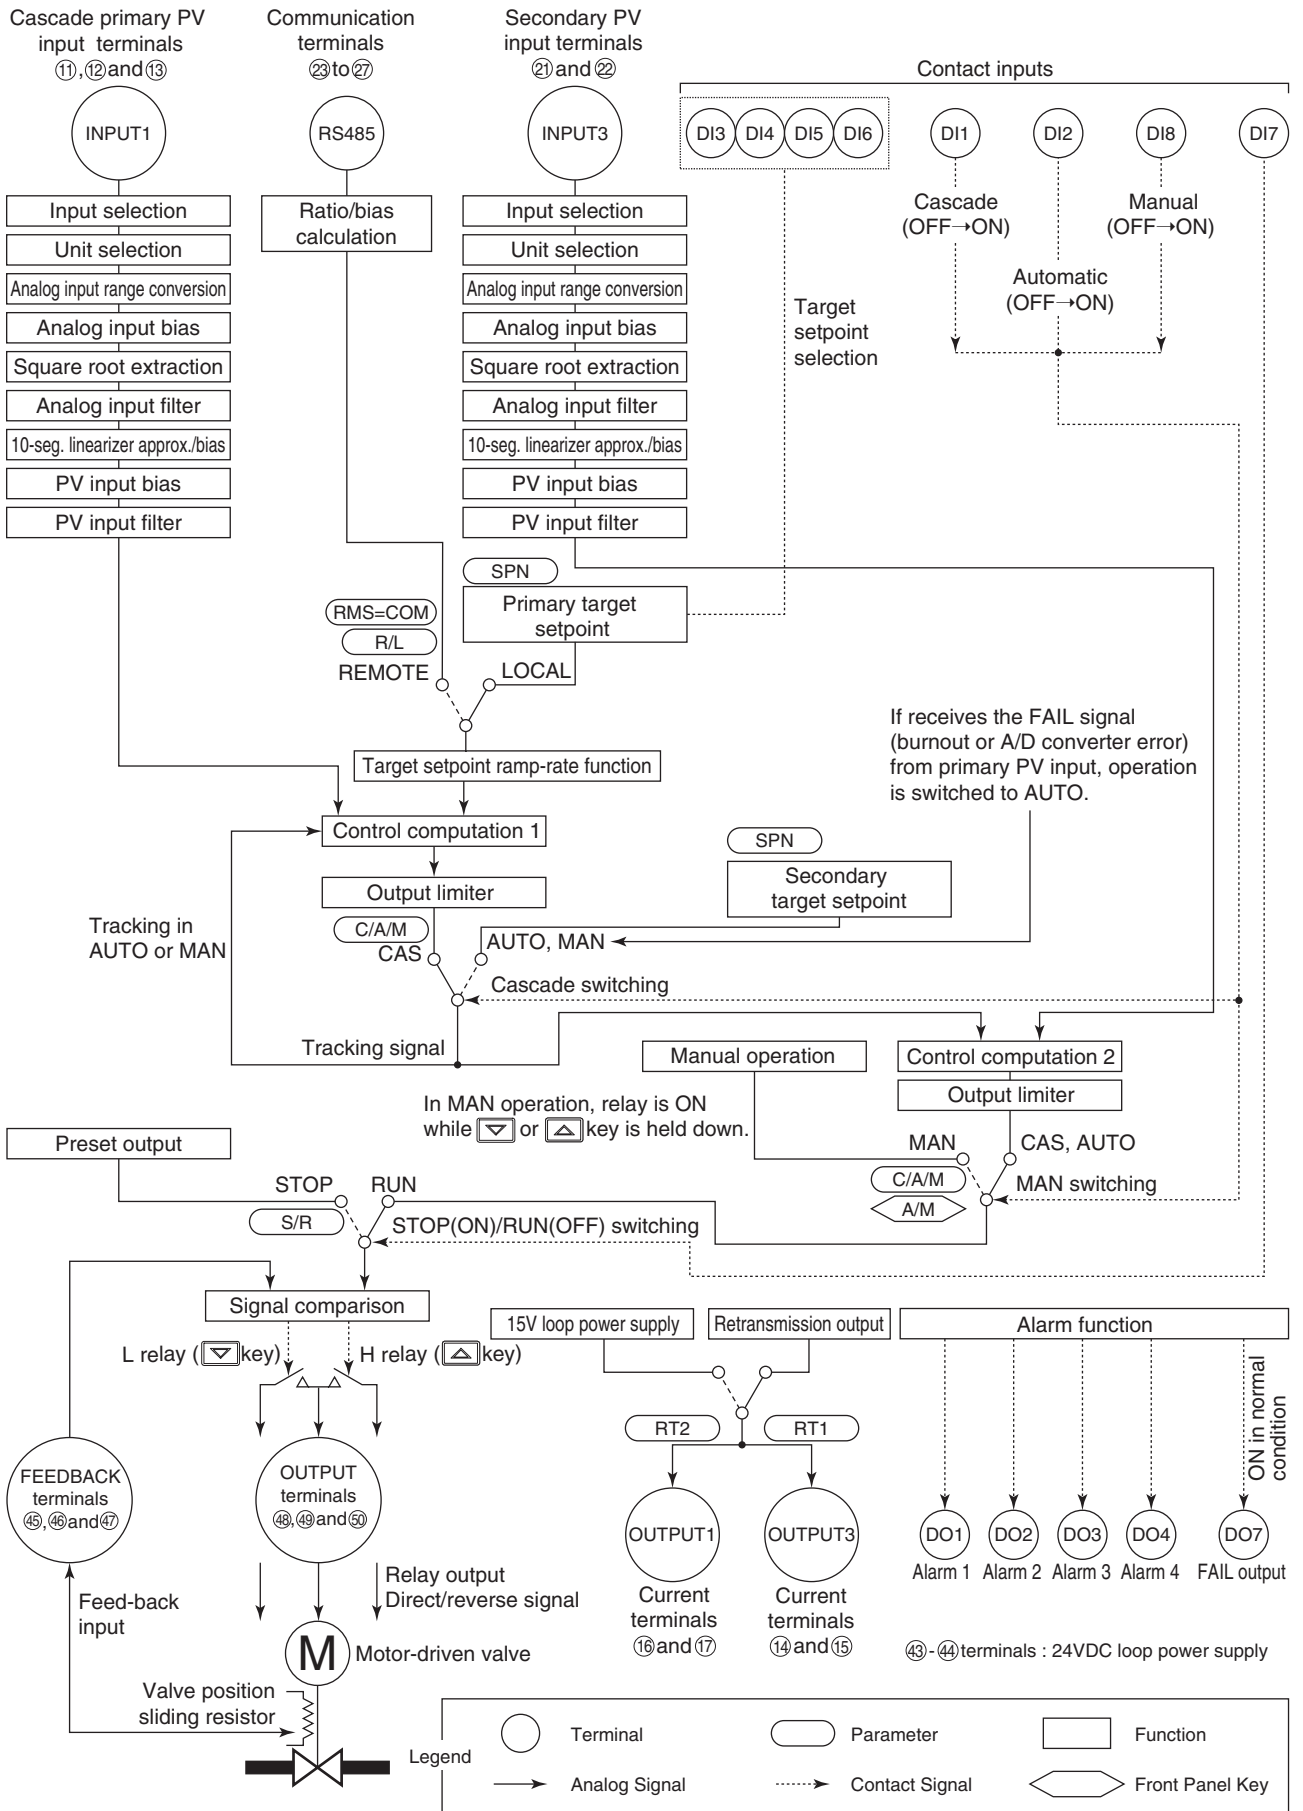 Cascade primary PV
input terminals
⑪,⑫and⑬
Communication
terminals
㉓to㉗
Secondary PV
input terminals
㉑and㉒
Contact inputs
INPUT1
RS485
INPUT3
DI3
DI4
DI5
DI6
DI1
DI2
DI8
DI7
Input selection
Unit selection
Analog input range conversion
Analog input bias
Square root extraction
Analog input filter
10-seg. linearizer approx./bias
PV input bias
PV input filter
Ratio/bias
calculation
Input selection
Unit selection
Analog input range conversion
Analog input bias
Square root extraction
Analog input filter
10-seg. linearizer approx./bias
PV input bias
PV input filter
Target
setpoint
selection
Cascade
(OFF→ON)
Automatic
(OFF→ON)
Manual
(OFF→ON)
SPN
Primary target
setpoint
RMS=COM
R/L
REMOTE
LOCAL
Target setpoint ramp-rate function
If receives the FAIL signal
(burnout or A/D converter error)
from primary PV input, operation
is switched to AUTO.
Control computation 1
Output limiter
SPN
Secondary
target setpoint
Tracking in
AUTO or MAN
C/A/M
CAS
AUTO, MAN
Cascade switching
Tracking signal
Manual operation
Control computation 2
Output limiter
In MAN operation, relay is ON
while ▽ or △ key is held down.
MAN
CAS, AUTO
C/A/M
A/M
MAN switching
Preset output
STOP
RUN
S/R
STOP(ON)/RUN(OFF) switching
Signal comparison
L relay (▽key)
H relay (△key)
15V loop power supply
Retransmission output
Alarm function
RT2
RT1
ON in normal
condition
FEEDBACK
terminals
㊺,㊻and㊼
OUTPUT
terminals
㊽,㊾and㊿
OUTPUT1
OUTPUT3
DO1
DO2
DO3
DO4
DO7
Alarm 1
Alarm 2
Alarm 3
Alarm 4
FAIL output
Feed-back
input
Relay output
Direct/reverse signal
Current
terminals
⑯and⑰
Current
terminals
⑭and⑮
M
Motor-driven valve
㊸-㊹terminals : 24VDC loop power supply
Valve position
sliding resistor
Legend
Terminal
Parameter
Function
Analog Signal
Contact Signal
Front Panel Key